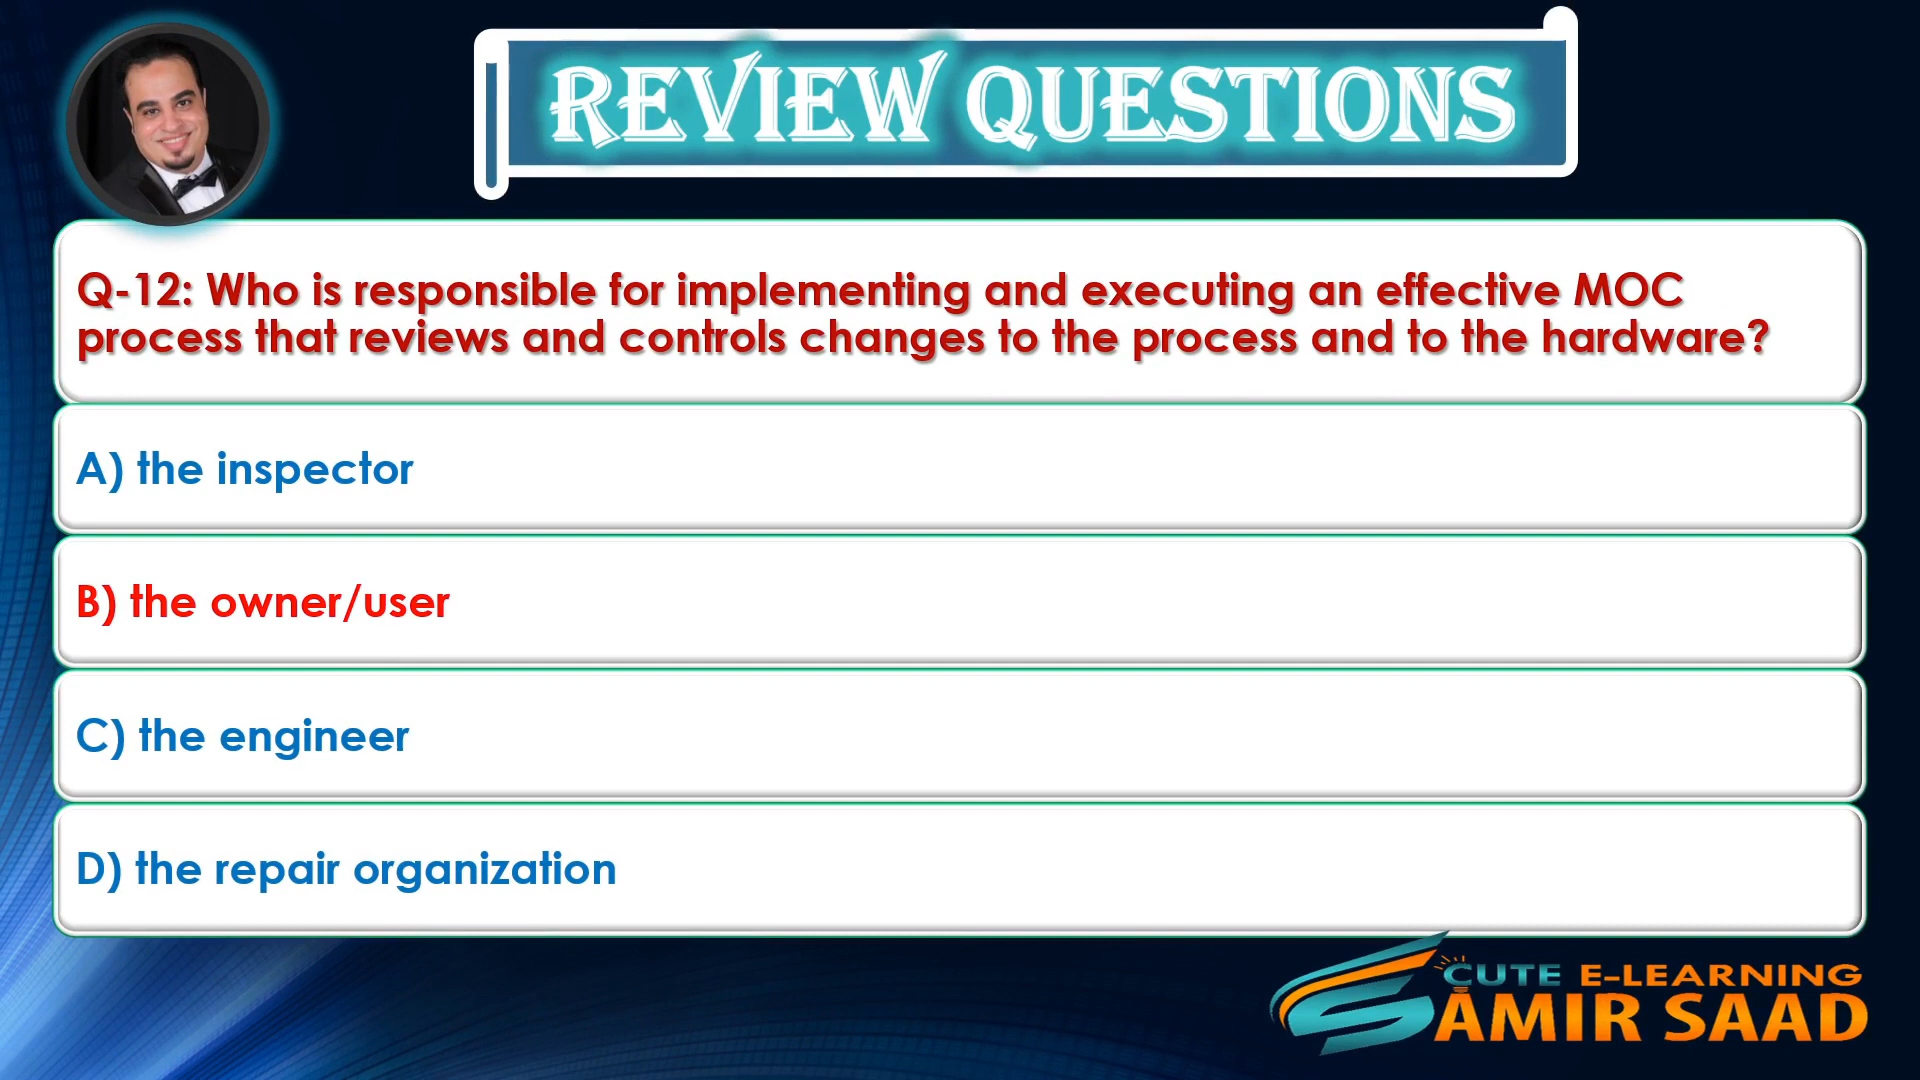 REVIEW QUESTIONS
Q-12: Who is responsible for implementing and executing an effective MOC
process that reviews and controls changes to the process and to the hardware?
A) the inspector
B) the owner/user
C) the engineer
D) the repair organization
CUTE E-LEARNING
AMIR SAAD